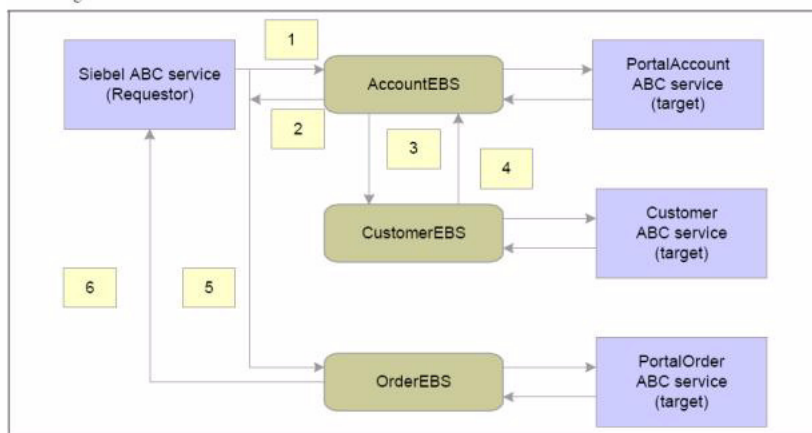 1
Siebel ABC service
(Requestor)
AccountEBS
PortalAccount
ABC service
(target)
2
3
4
CustomerEBS
Customer
ABC service
(target)
6
5
OrderEBS
PortalOrder
ABC service
(target)